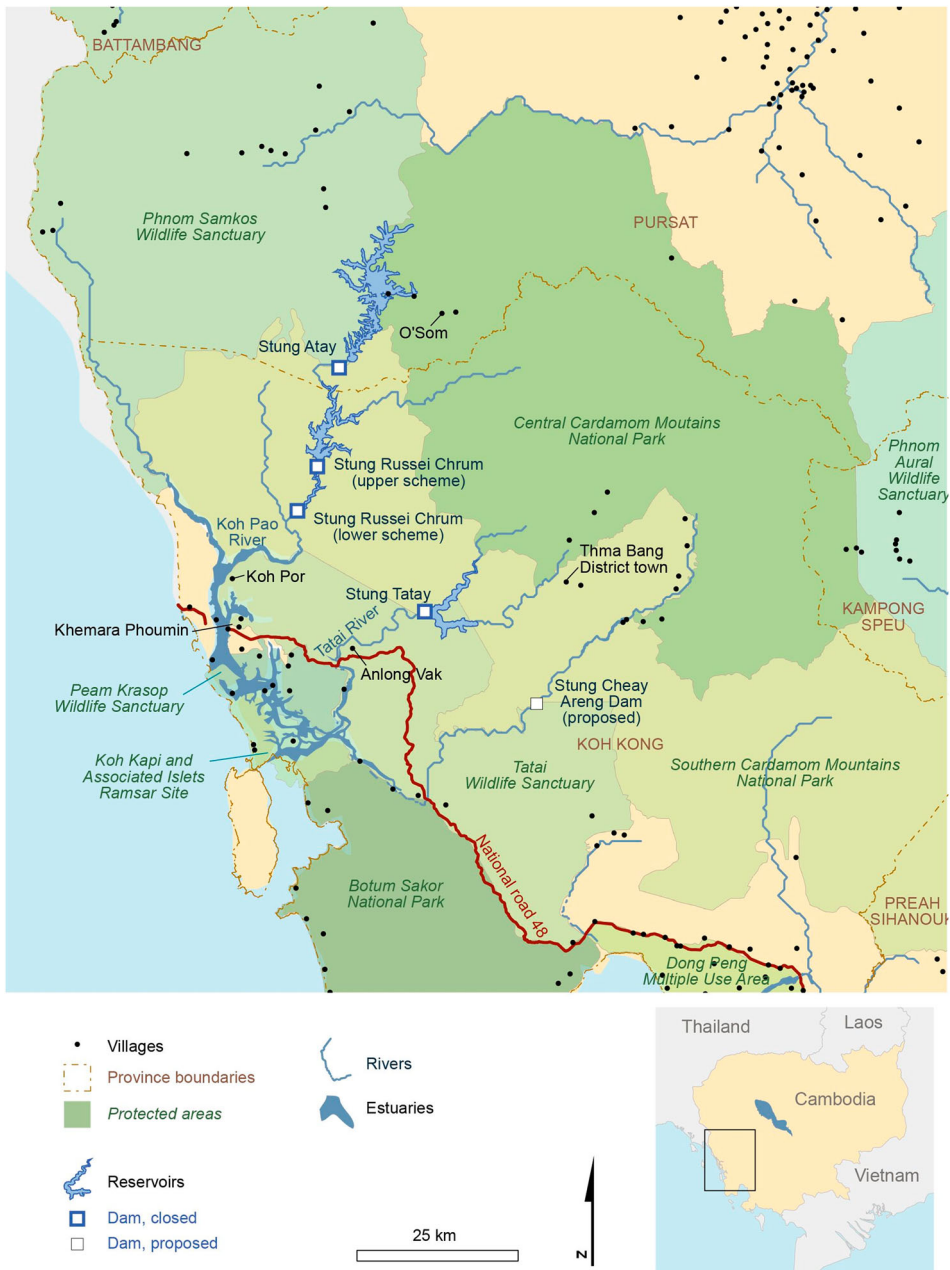 BATTAMBANG
Phnom Samkos
Wildlife Sanctuary
PURSAT
O'Som
Stung Atay
Central Cardamom Moutains
National Park
Phnom
Aural
Wildlife
Sanctuary
Stung Russei Chrum
(upper scheme)
Stung Russei Chrum
(lower scheme)
Koh Pao
River
Koh Por
Thma Bang
District town
Stung Tatay
KAMPONG
SPEU
Khemara Phoumin
Tatai River
Anlong Vak
Peam Krasop
Wildlife Sanctuary
Stung Cheay
Areng Dam
(proposed)
KOH KONG
Koh Kapi and
Associated Islets
Ramsar Site
Tatai
Wildlife Sanctuary
Southern Cardamom Mountains
National Park
National road 48
Botum Sakor
National Park
PREAH
SIHANOUK
Dong Peng
Multiple Use Area
Villages
Province boundaries
Protected areas
Rivers
Estuaries
Reservoirs
Dam, closed
Dam, proposed
25 km
N
Thailand
Laos
Cambodia
Vietnam